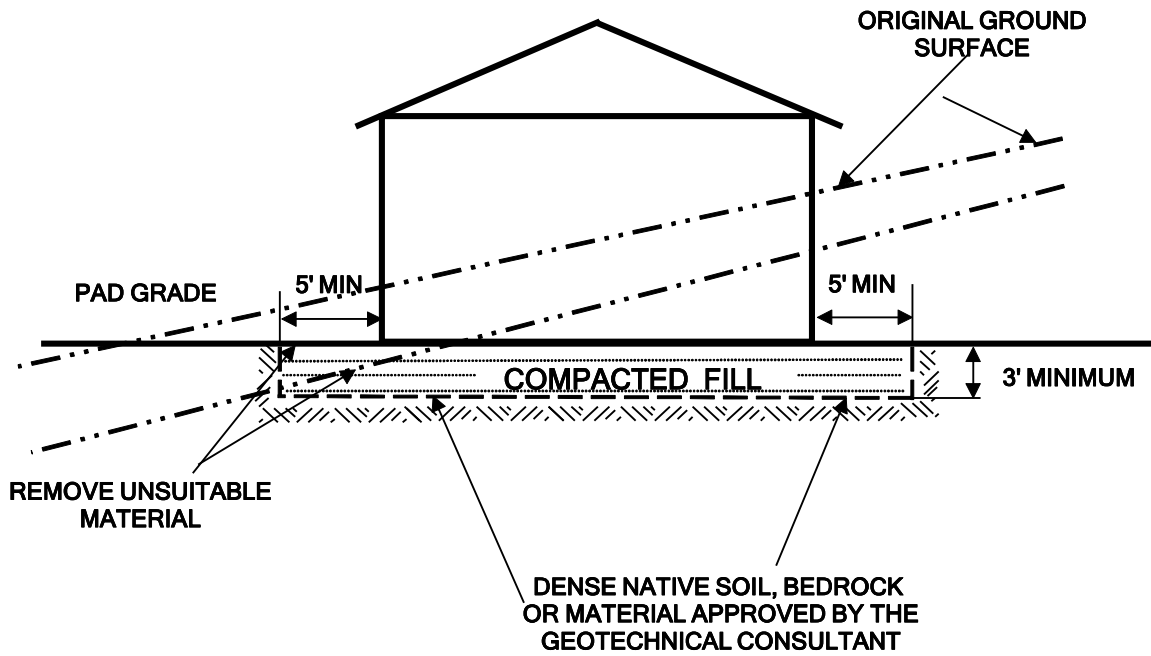 ORIGINAL GROUND
SURFACE
PAD GRADE
5' MIN
5' MIN
COMPACTED FILL
3' MINIMUM
REMOVE UNSUITABLE
MATERIAL
DENSE NATIVE SOIL, BEDROCK
OR MATERIAL APPROVED BY THE
GEOTECHNICAL CONSULTANT